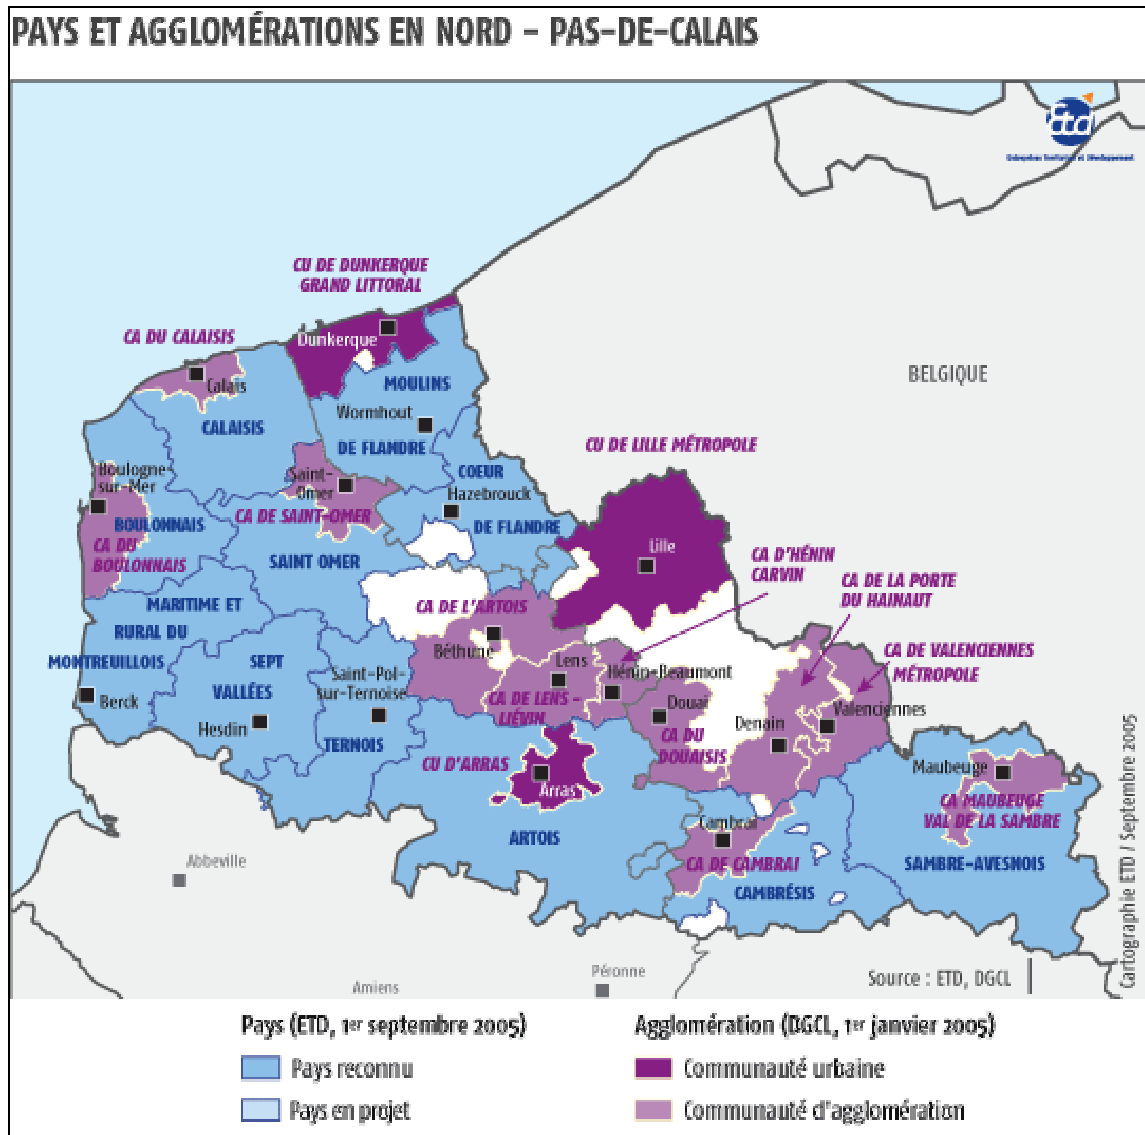 PAYS ET AGGLOMÉRATIONS EN NORD - PAS-DE-CALAIS
Etd
Entreprises Territoires et Développement
CU DE DUNKERQUE
GRAND LITTORAL
CA DU CALAISIS
Dunkerque
Calais
MOULINS
BELGIQUE
Wormhout
CALAISIS
DE FLANDRE
CU DE LILLE MÉTROPOLE
Boulogne-
sur-Mer
Saint-
Omer
COEUR
Hazebrouck
CA DE SAINT-OMER
BOULONNAIS
DE FLANDRE
CA DU
BOULONNAIS
SAINT OMER
Lille
CA D'HÉNIN
CARVIN
CA DE LA PORTE
DU HAINAUT
MARITIME ET
RURAL DU
MONTREUILLOIS
CA DE L'ARTOIS
Béthune
Lens
Hénin-Beaumont
CA DE VALENCIENNES
MÉTROPOLE
SEPT
VALLÉES
Saint-Pol-
sur-Ternoise
Berck
CA DE LENS -
LIÉVIN
Douai
Valenciennes
Denain
Hesdin
TERNOIS
CA DU
DOUAISIS
CU D'ARRAS
Arras
Maubeuge
CA MAUBEUGE
VAL DE LA SAMBRE
Cambrai
ARTOIS
CA DE CAMBRAI
SAMBRE-AVESNOIS
Abbeville
CAMBRÉSIS
Péronne
Amiens
Source : ETD, DGCL
Cartographie ETD / Septembre 2005
Pays (ETD, 1er septembre 2005)
Pays reconnu
Pays en projet
Agglomération (DGCL, 1er janvier 2005)
Communauté urbaine
Communauté d'agglomération